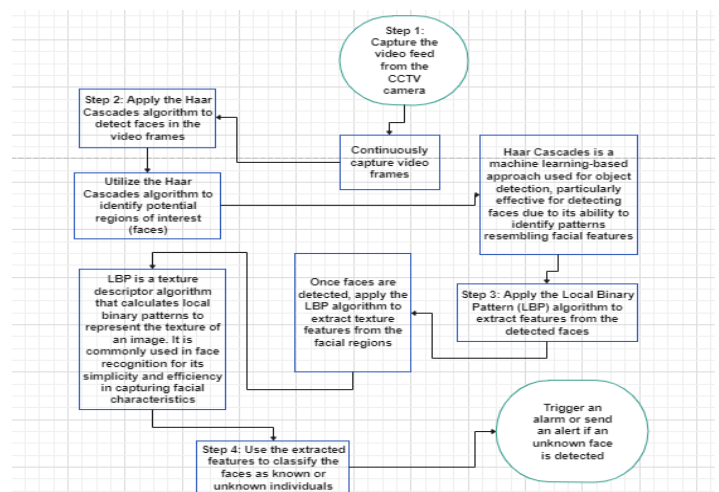 Step 1:
Capture the
video feed
from the
CCTV
camera
Continuously
capture video
frames
Step 2: Apply the Haar
Cascades algorithm to
detect faces in the
video frames
Utilize the Haar
Cascades algorithm to
identify potential
regions of interest
(faces)
Haar Cascades is a
machine learning-based
approach used for object
detection, particularly
effective for detecting
faces due to its ability to
identify patterns
resembling facial features
Step 3: Apply the Local Binary
Pattern (LBP) algorithm to
extract features from the
detected faces
Once faces are
detected, apply the
LBP algorithm to
extract texture
features from the
facial regions
LBP is a texture
descriptor algorithm
that calculates local
binary patterns to
represent the texture of
an image. It is
commonly used in face
recognition for its
simplicity and efficiency
in capturing facial
characteristics
Step 4: Use the extracted
features to classify the
faces as known or
unknown individuals
Trigger an
alarm or send
an alert if an
unknown face
is detected